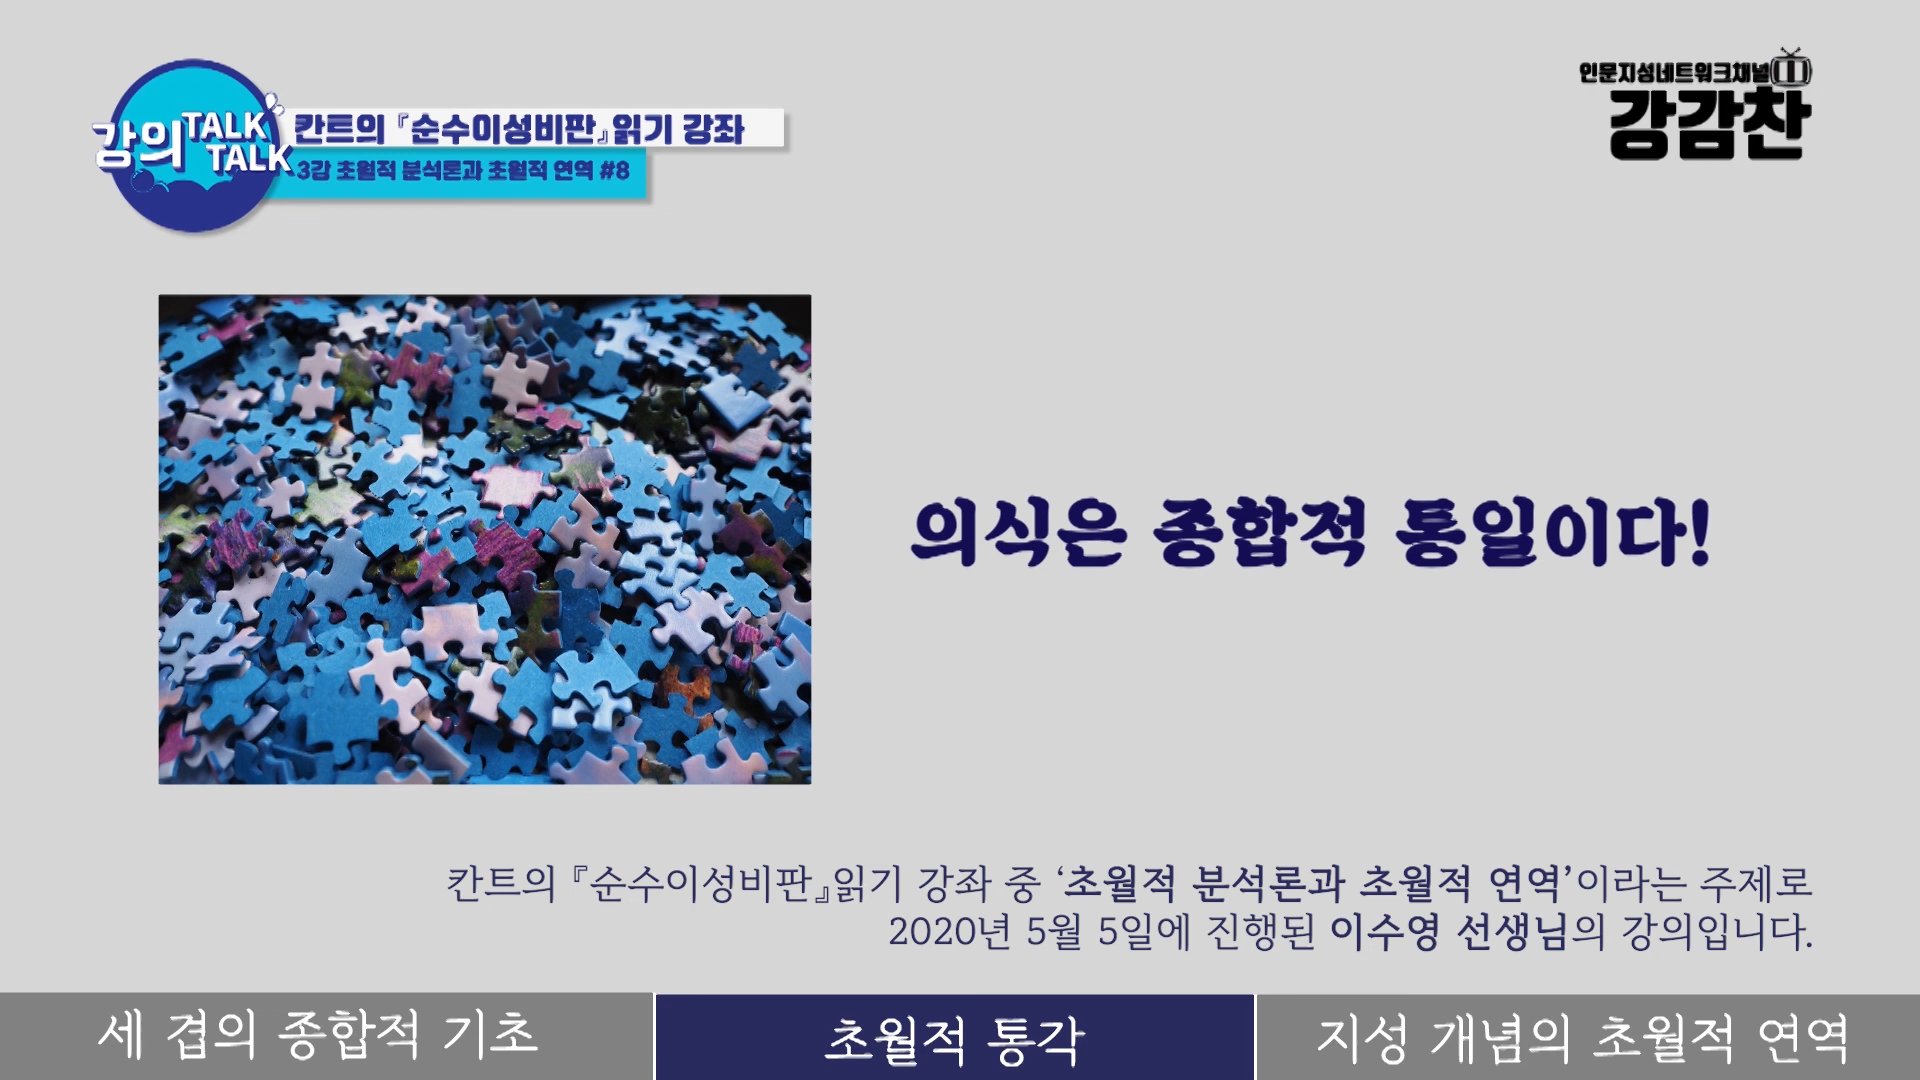 강의 TALK TALK
칸트의 『순수이성비판』읽기 강좌
3강 초월적 분석론과 초월적 연역 #8
인문지성네트워크채널
강감찬
의식은 종합적 통일이다!
칸트의 『순수이성비판』읽기 강좌 중 ‘초월적 분석론과 초월적 연역’이라는 주제로
2020년 5월 5일에 진행된 이수영 선생님의 강의입니다.
세 겹의 종합적 기초
초월적 통각
지성 개념의 초월적 연역